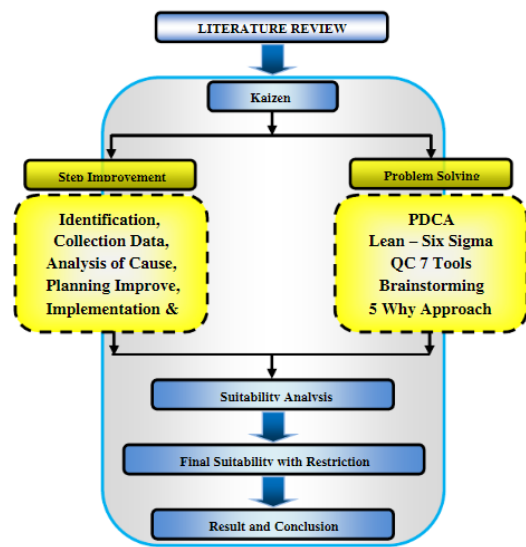 LITERATURE REVIEW
Kaizen
Step Improvement
Identification,
Collection Data,
Analysis of Cause,
Planning Improve,
Implementation &
Problem Solving
PDCA
Lean – Six Sigma
QC 7 Tools
Brainstorming
5 Why Approach
Suitability Analysis
Final Suitability with Restriction
Result and Conclusion